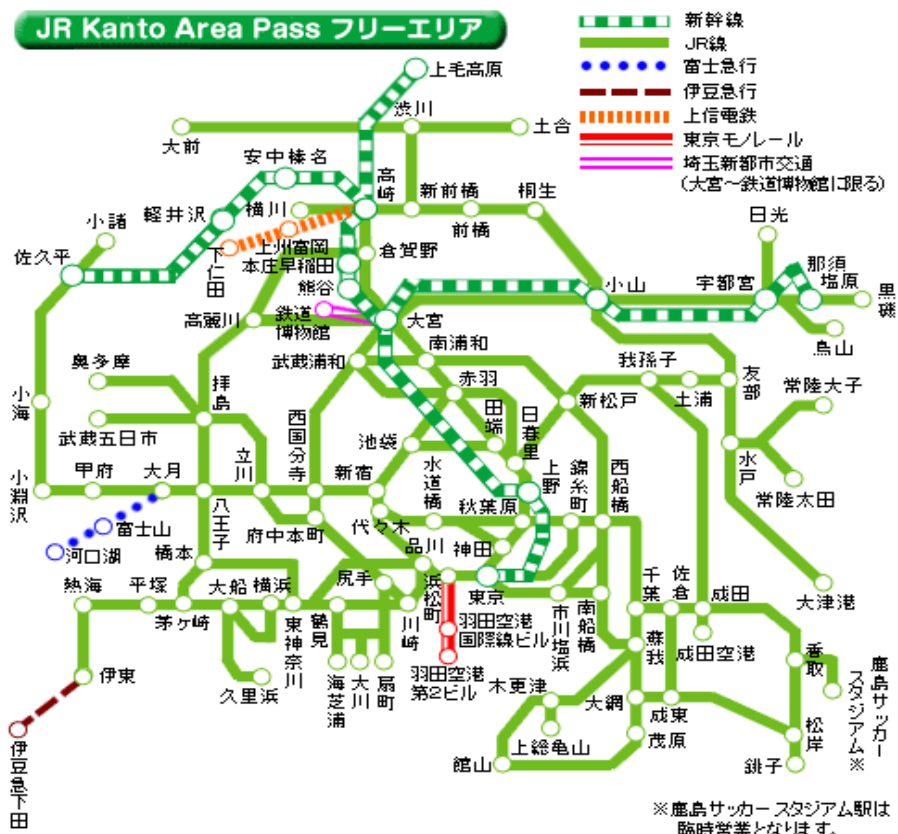 JR Kanto Area Pass フリーエリア
新幹線
JR線
富士急行
伊豆急行
上信電鉄
東京モノレール
埼玉新都市交通
(大宮～鉄道博物館に限る)
上毛高原
渋川
土合
大前
安中榛名
高崎
新前橋
桐生
横川
前橋
日光
小諸
軽井沢
佐久平
下仁田
上州富岡
本庄早稲田
倉賀野
熊谷
小山
宇都宮
那須
塩原
黒磯
鉄道
博物館
高麗川
大宮
烏山
武蔵浦和
南浦和
我孫子
奥多摩
拝島
赤羽
新松戸
土浦
友部
常陸大子
小海
武蔵五日市
西国分寺
池袋
田端
日暮里
小淵沢
甲府
大月
立川
新宿
水道橋
上野
錦糸町
西船橋
水戸
常陸太田
八王子
府中本町
代々木
秋葉原
富士山
河口湖
橋本
品川
神田
熱海
平塚
大船
横浜
尻手
浜松町
東京
千葉
佐倉
成田
大津港
茅ヶ崎
東神奈川
鶴見
川崎
羽田空港
国際線ビル
市川塩浜
南船橋
蘇我
成田空港
香取
伊東
久里浜
海芝浦
大川
扇町
羽田空港
第2ビル
木更津
大網
成東
松岸
鹿島サッカー
スタジアム※
伊豆急下田
上総亀山
館山
茂原
銚子
※鹿島サッカースタジアム駅は
臨時営業となります。